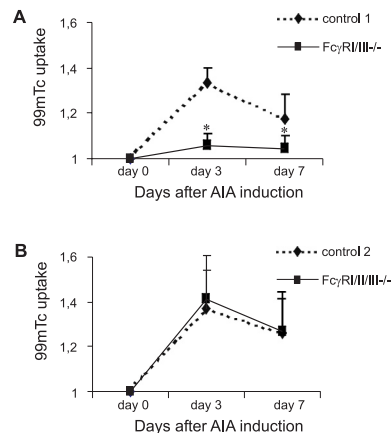 A
control 1
FcγRI/III-/-
99mTc uptake
1,6
1,4
1,2
1
*
*
day 0
day 3
day 7
Days after AIA induction
B
control 2
FcγRI/II/III-/-
99mTc uptake
1,6
1,4
1,2
1
day 0
day 3
day 7
Days after AIA induction